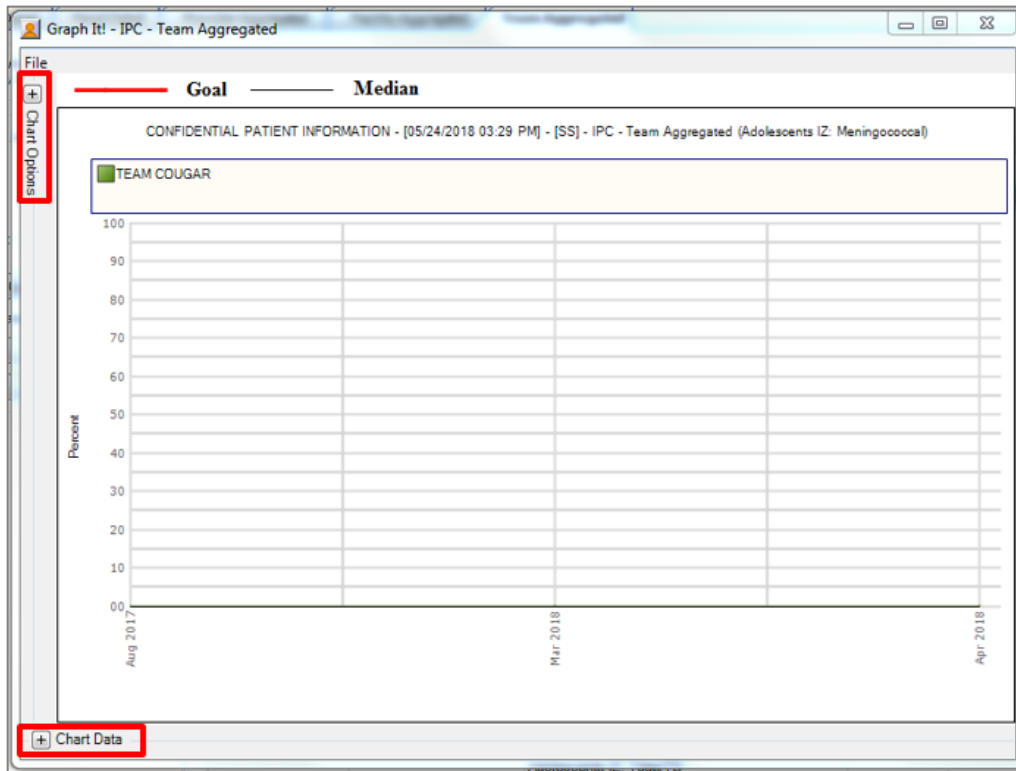 Graph It! - IPC - Team Aggregated
File
Goal Median
Chart Options
CONFIDENTIAL PATIENT INFORMATION - [05/24/2018 03:29 PM] - [SS] - IPC - Team Aggregated (Adolescents IZ: Meningococcal)
TEAM COUGAR
100
90
80
70
60
50
40
30
20
10
00
Percent
Aug 2017
Mar 2018
Apr 2018
Chart Data